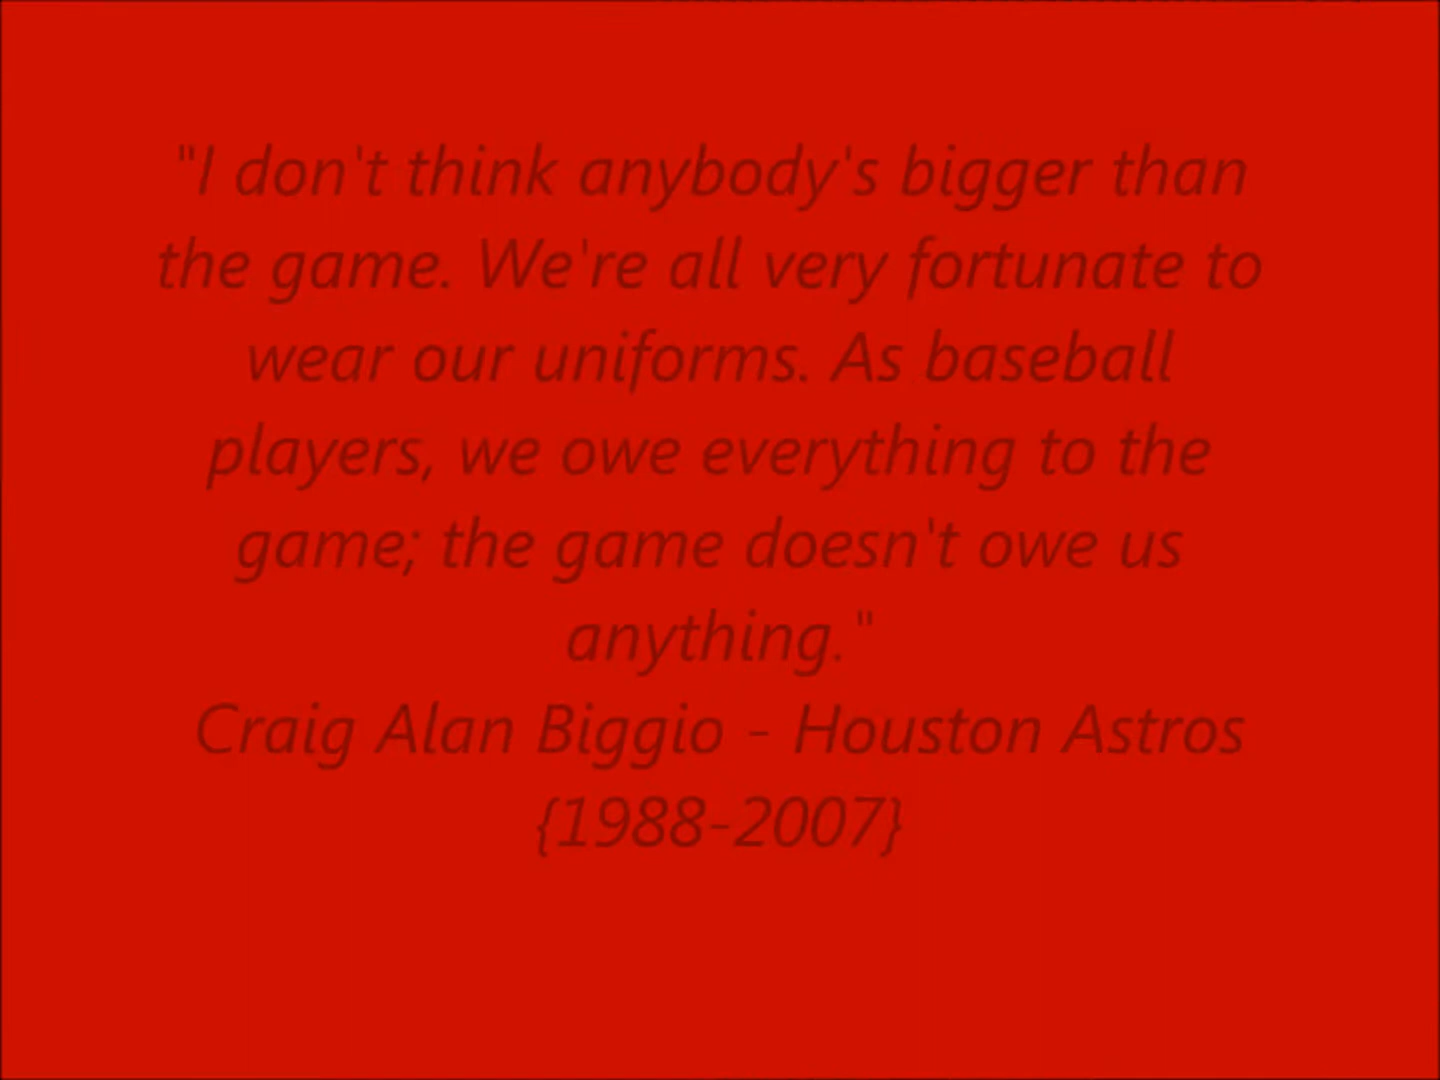 "I don't think anybody's bigger than
the game. We're all very fortunate to
wear our uniforms. As baseball
players, we owe everything to the
game; the game doesn't owe us
anything."
Craig Alan Biggio - Houston Astros
{1988-2007}